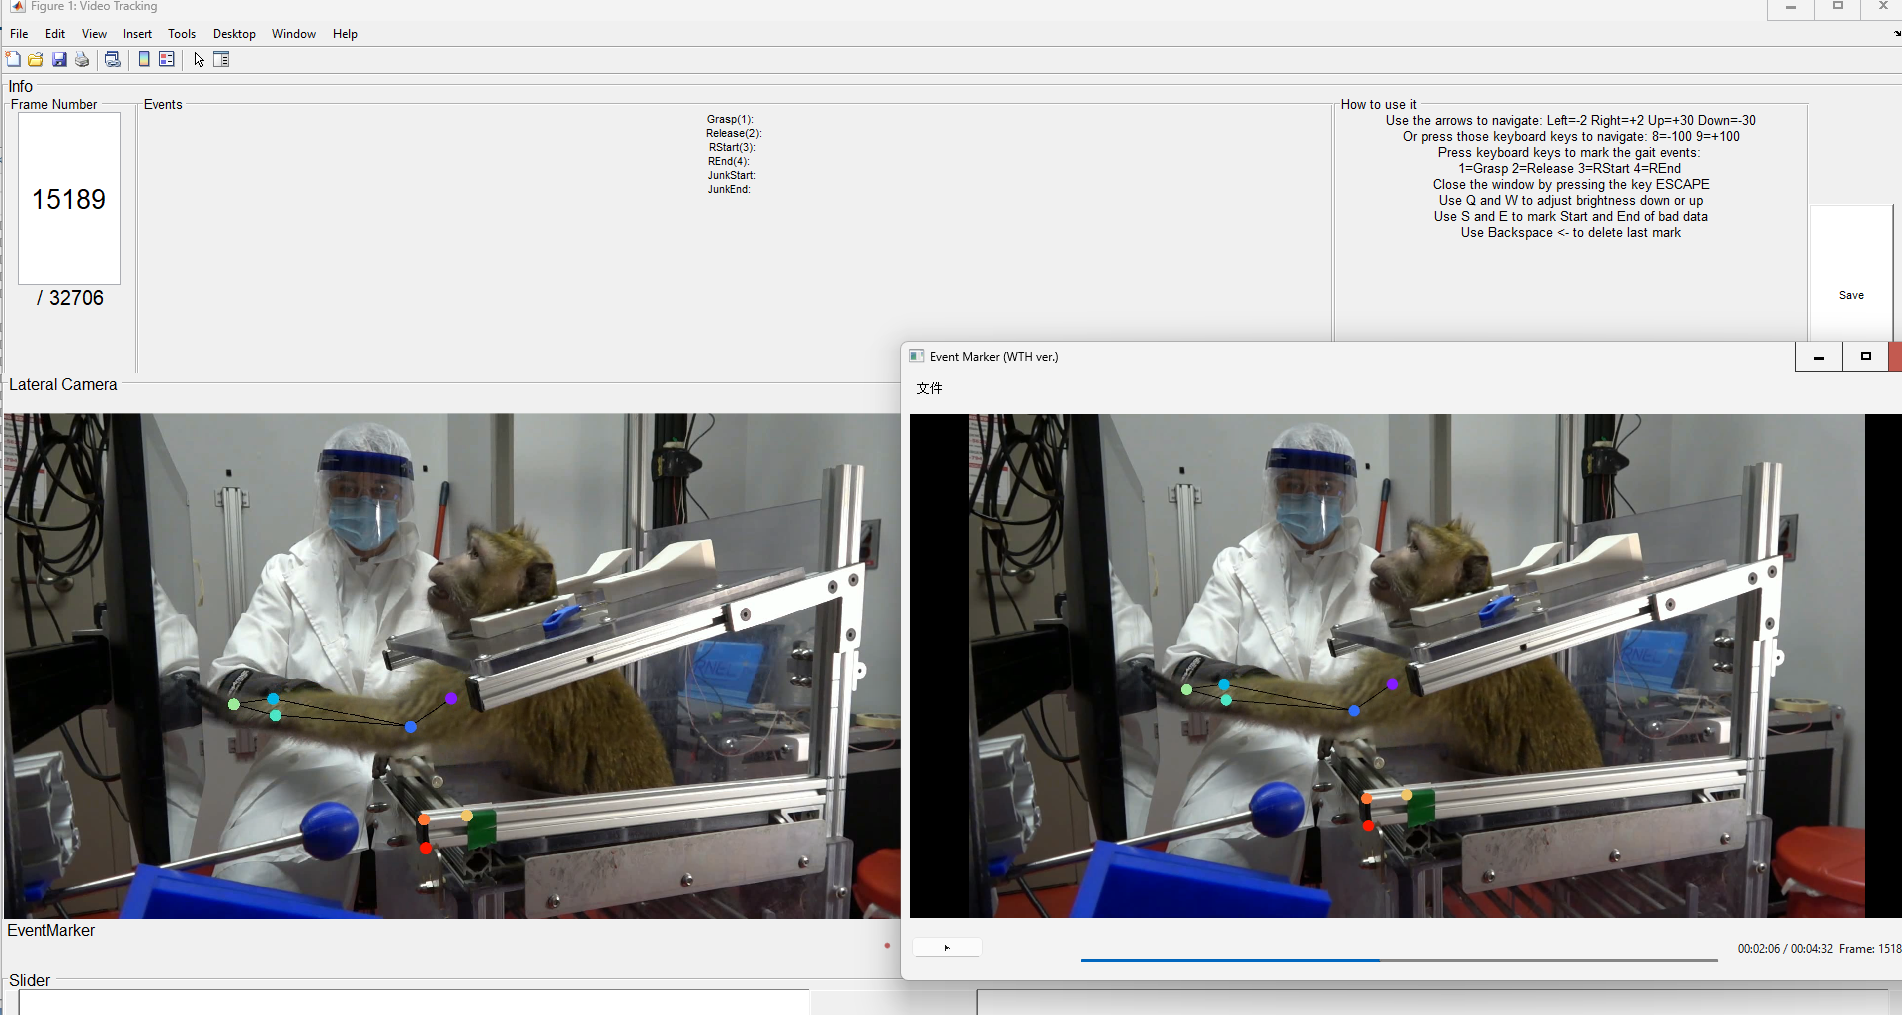 Figure 1: Video Tracking
File Edit View Insert Tools Desktop Window Help
Info
Frame Number
15189
/ 32706
Events
Grasp(1):
Release(2):
RStart(3):
REnd(4):
JunkStart:
JunkEnd:
How to use it
Use the arrows to navigate: Left=-2 Right=+2 Up=+30 Down=-30
Or press those keyboard keys to navigate: 8=-100 9=+100
Press keyboard keys to mark the gait events:
1=Grasp 2=Release 3=RStart 4=REnd
Close the window by pressing the key ESCAPE
Use Q and W to adjust brightness down or up
Use S and E to mark Start and End of bad data
Use Backspace <- to delete last mark
Save
Lateral Camera
RNEL
EventMarker
Slider
Event Marker (WTH ver.)
文件
RNEL
00:02:06 / 00:04:32 Frame: 1518